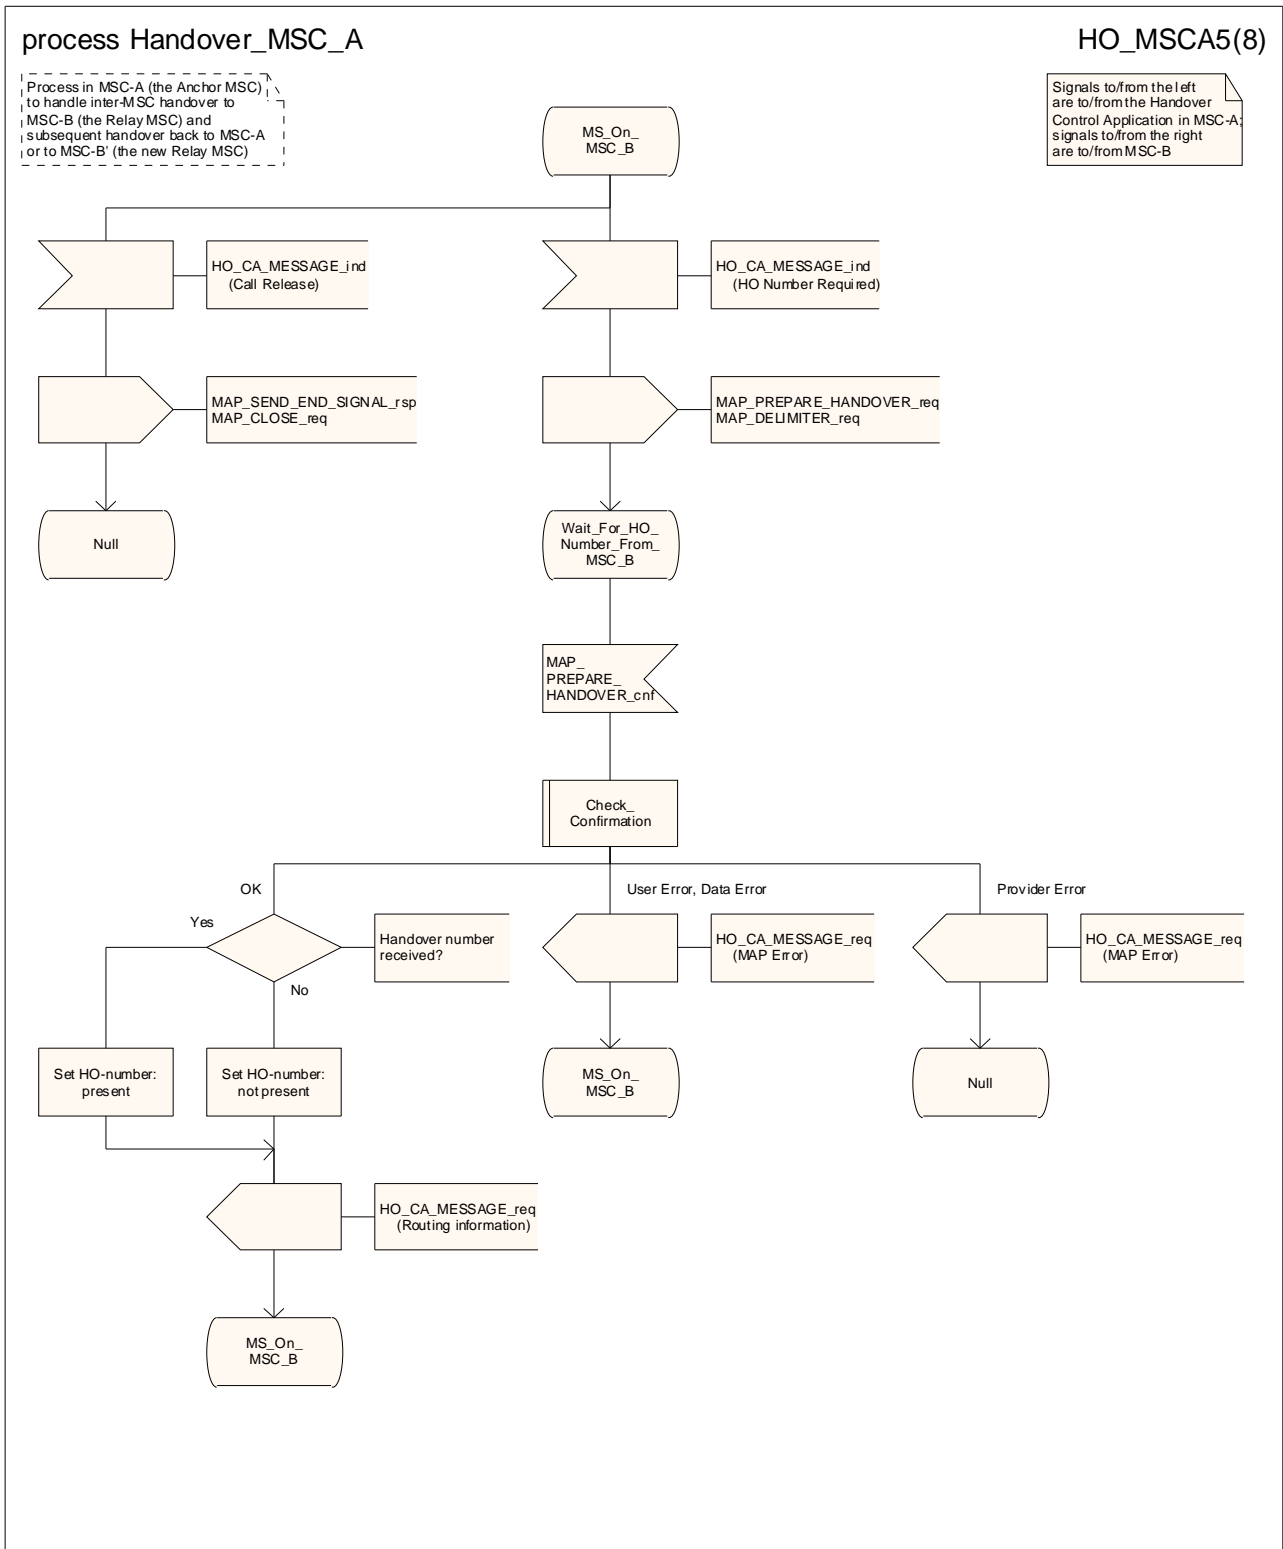 process Handover_MSC_A
HO_MSCA5(8)
Process in MSC-A (the Anchor MSC)
to handle inter-MSC handover to
MSC-B (the Relay MSC) and
subsequent handover back to MSC-A
or to MSC-B' (the new Relay MSC)
Signals to/from the left
are to/from the Handover
Control Application in MSC-A;
signals to/from the right
are to/from MSC-B
MS_On_
MSC_B
HO_CA_MESSAGE_ind
(Call Release)
HO_CA_MESSAGE_ind
(HO Number Required)
MAP_SEND_END_SIGNAL_rsp
MAP_CLOSE_req
MAP_PREPARE_HANDOVER_req
MAP_DELIMITER_req
Null
Wait_For_HO_
Number_From_
MSC_B
MAP_
PREPARE_
HANDOVER_cnf
Check_
Confirmation
OK
User Error, Data Error
Provider Error
Yes
Handover number
received?
No
HO_CA_MESSAGE_req
(MAP Error)
HO_CA_MESSAGE_req
(MAP Error)
Set HO-number:
present
Set HO-number:
not present
MS_On_
MSC_B
Null
HO_CA_MESSAGE_req
(Routing information)
MS_On_
MSC_B